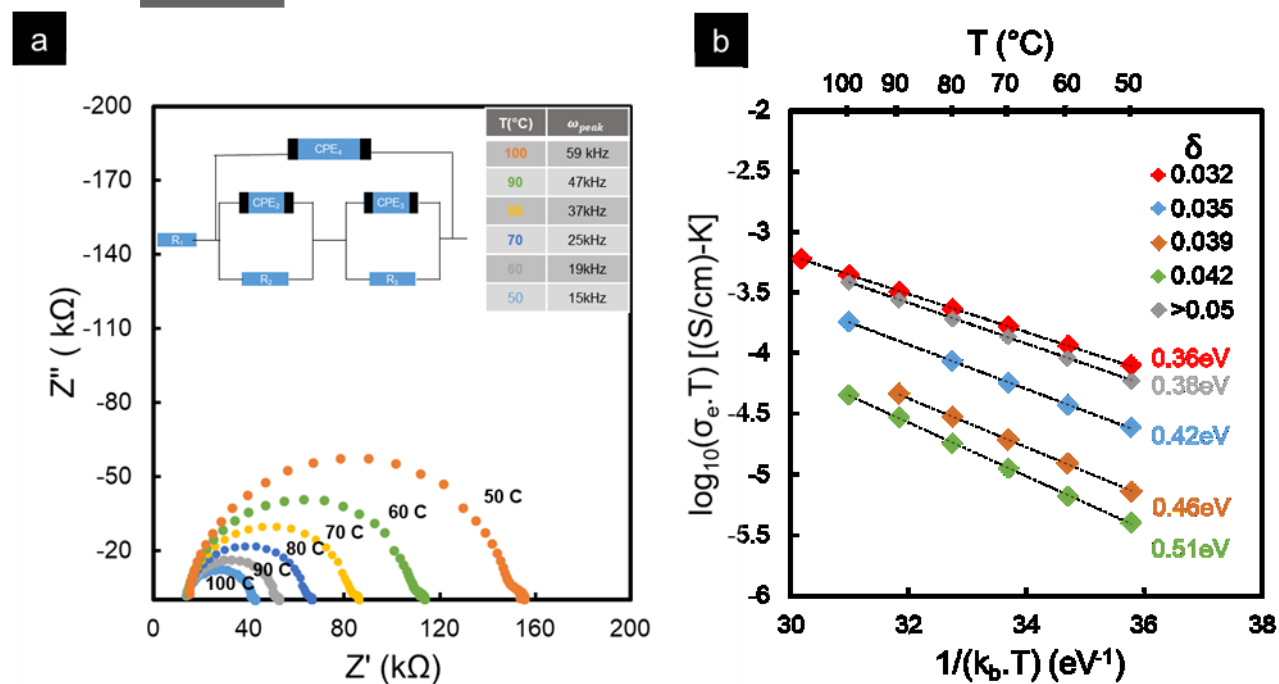 a
Z'' ( kΩ)
-200
-170
-140
-110
-80
-50
-20
0
40
80
120
160
200
Z' (kΩ)
CPE₄
CPE₂
CPE₃
R₁
R₂
R₃
T(°C) ω_peak
100 59 kHz
90 47kHz
80 37kHz
70 25kHz
60 19kHz
50 15kHz
50 C
60 C
70 C
80 C
90 C
100 C
b
T (°C)
100 90 80 70 60 50
log₁₀(σₑ.T) [(S/cm)-K]
-2
-2.5
-3
-3.5
-4
-4.5
-5
-5.5
-6
δ
0.032
0.035
0.039
0.042
>0.05
0.36eV
0.38eV
0.42eV
0.46eV
0.51eV
30 32 34 36 38
1/(k_b.T) (eV⁻¹)